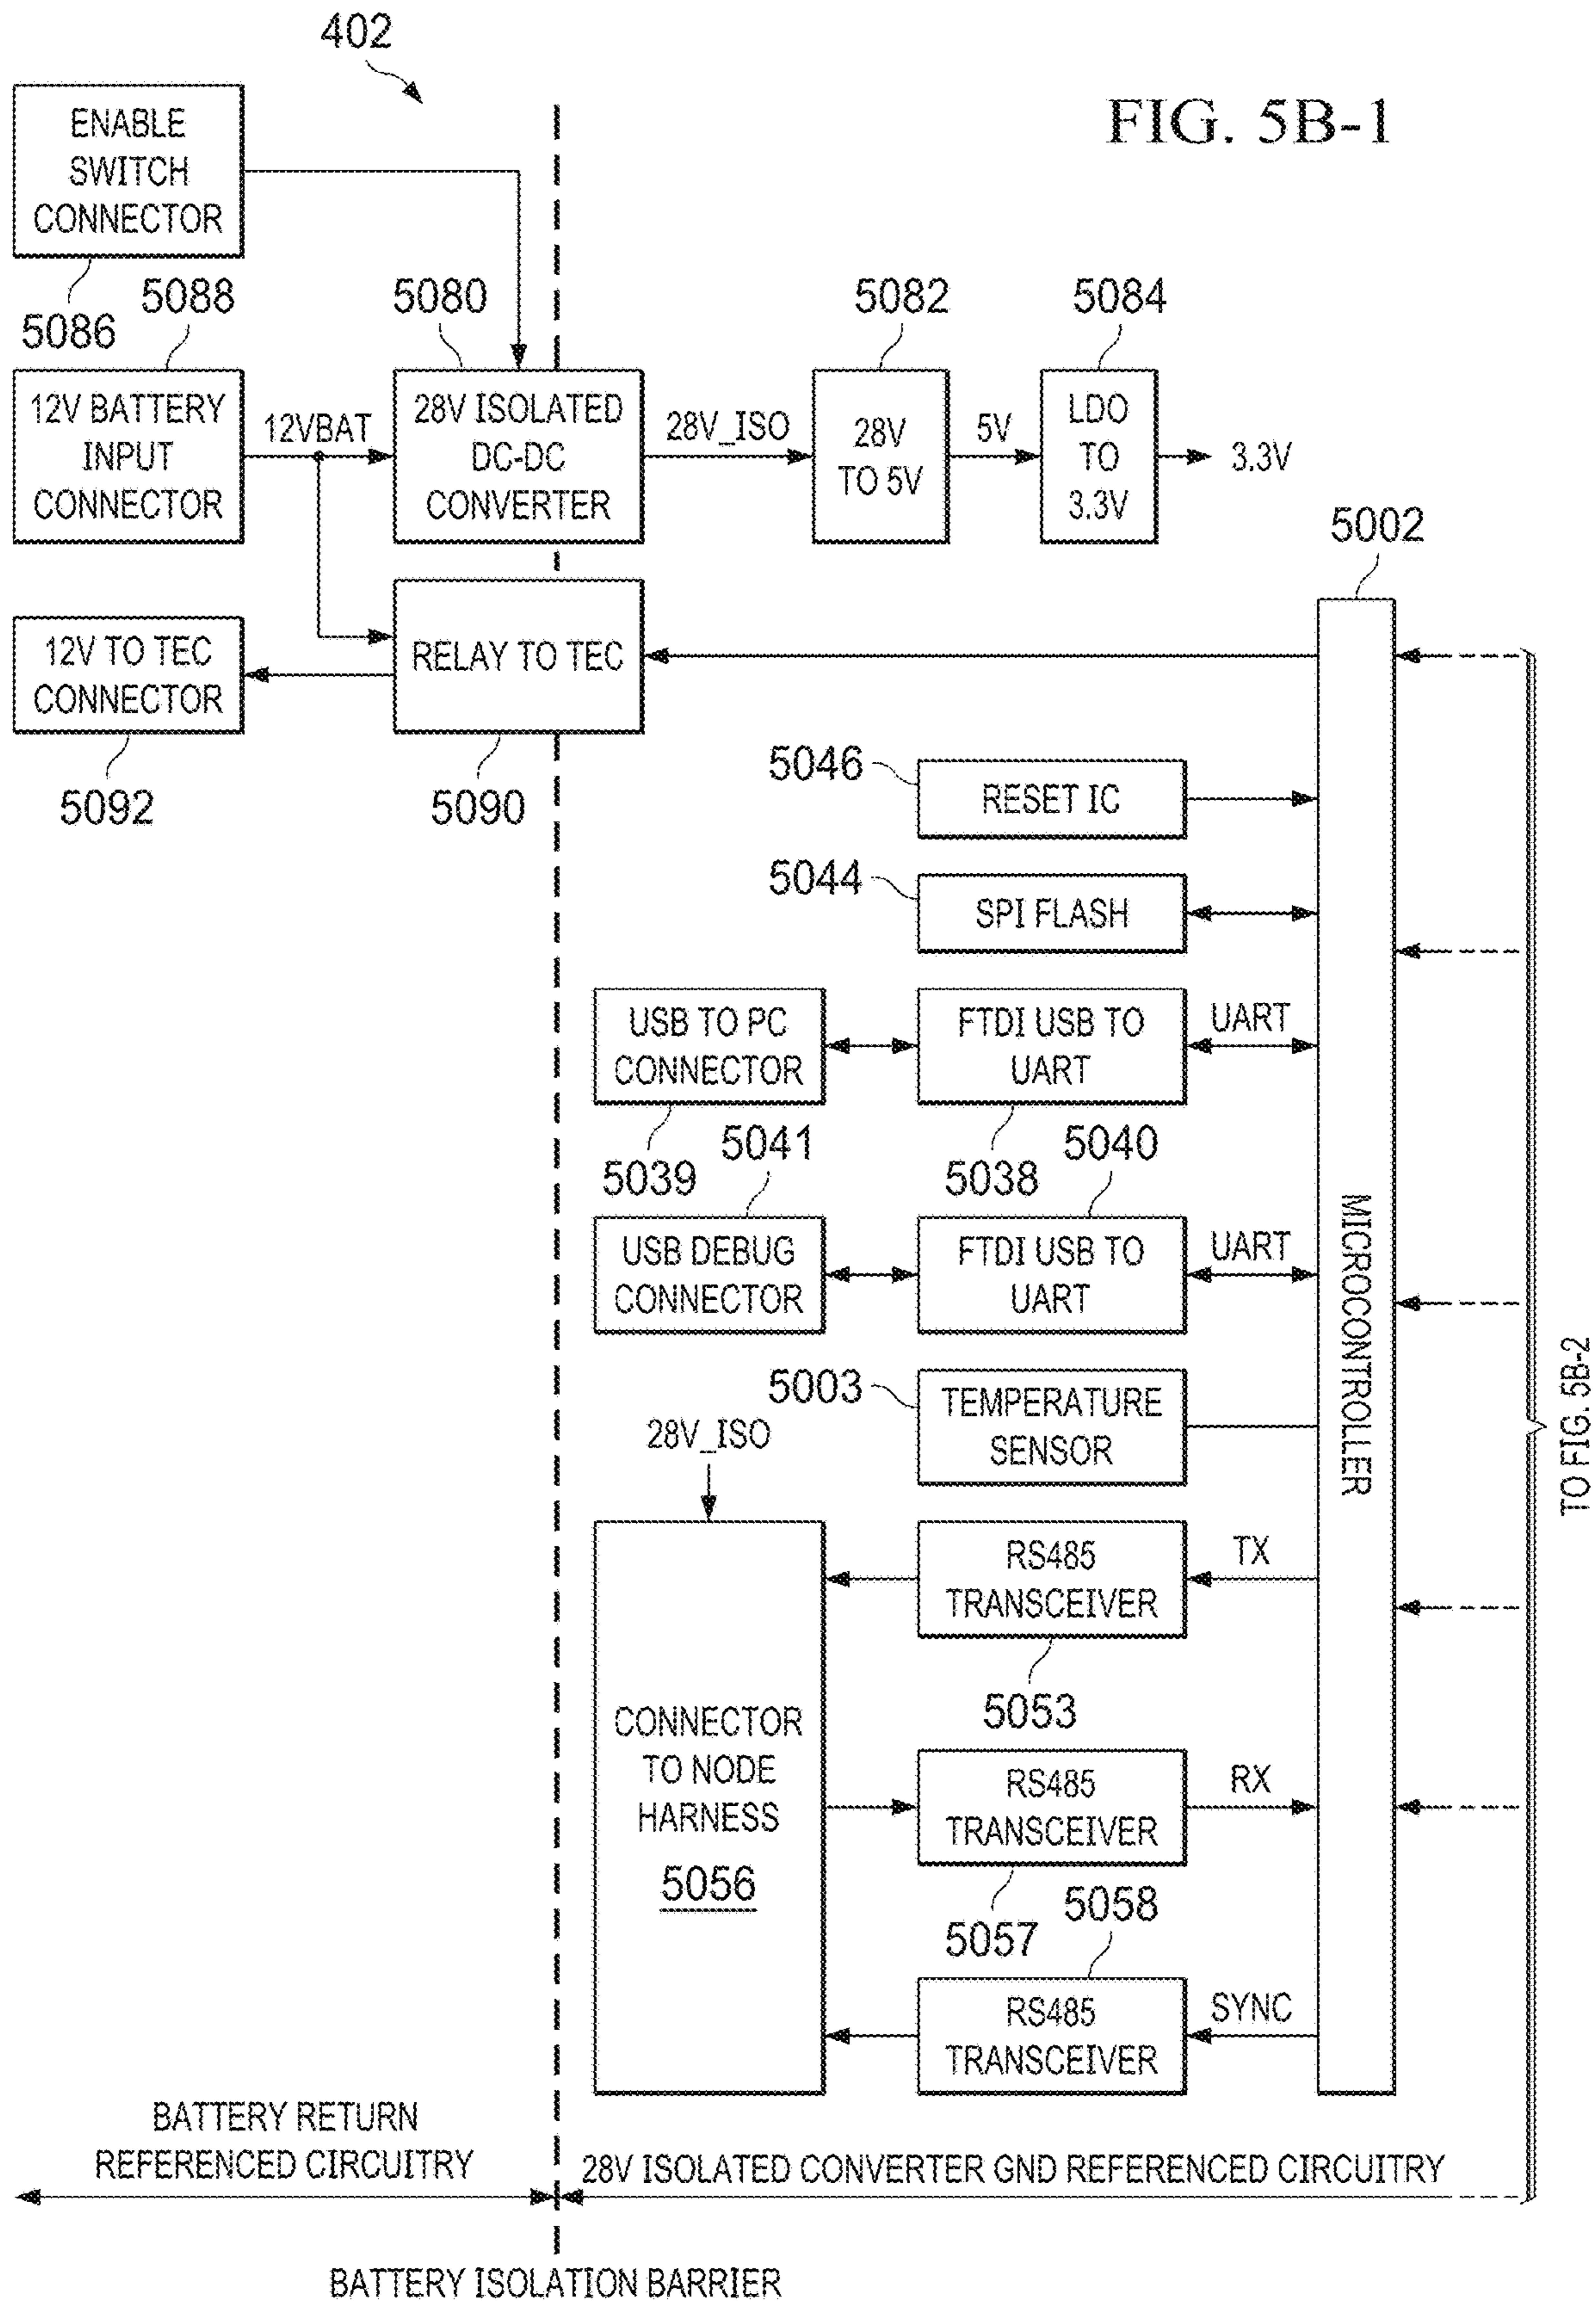 402
FIG. 5B-1
ENABLE
SWITCH
CONNECTOR
5086
5088
5080
5082
5084
12V BATTERY
INPUT
CONNECTOR
12VBAT
28V ISOLATED
DC-DC
CONVERTER
28V_ISO
28V
TO 5V
5V
LDO
TO
3.3V
3.3V
5002
12V TO TEC
CONNECTOR
RELAY TO TEC
5092
5090
5046
RESET IC
5044
SPI FLASH
USB TO PC
CONNECTOR
FTDI USB TO
UART
UART
5039
5041
5038
5040
USB DEBUG
CONNECTOR
FTDI USB TO
UART
UART
MICROCONTROLLER
TO FIG. 5B-2
5003
TEMPERATURE
SENSOR
28V_ISO
RS485
TRANSCEIVER
TX
5053
CONNECTOR
TO NODE
HARNESS
5056
RS485
TRANSCEIVER
RX
5057
5058
RS485
TRANSCEIVER
SYNC
BATTERY RETURN
REFERENCED CIRCUITRY
28V ISOLATED CONVERTER GND REFERENCED CIRCUITRY
BATTERY ISOLATION BARRIER